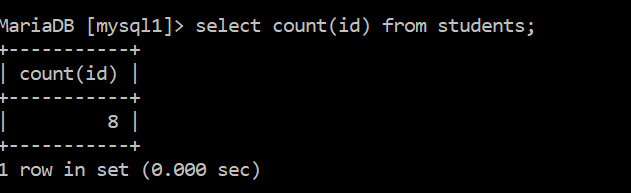 MariaDB [mysql1]> select count(id) from students;
+-----------+
| count(id) |
+-----------+
|         8 |
+-----------+
1 row in set (0.000 sec)